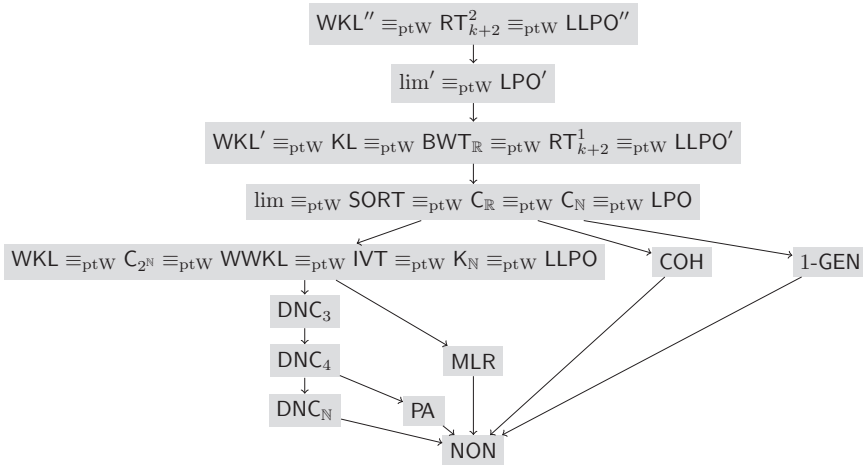 WKL′′ ≡ptW RT²ₖ₊₂ ≡ptW LLPO′′
lim′ ≡ptW LPO′
WKL′ ≡ptW KL ≡ptW BWTℝ ≡ptW RT¹ₖ₊₂ ≡ptW LLPO′
lim ≡ptW SORT ≡ptW Cℝ ≡ptW Cℕ ≡ptW LPO
WKL ≡ptW C₂ℕ ≡ptW WWKL ≡ptW IVT ≡ptW Kℕ ≡ptW LLPO
COH
1-GEN
DNC₃
MLR
DNC₄
DNCℕ
PA
NON